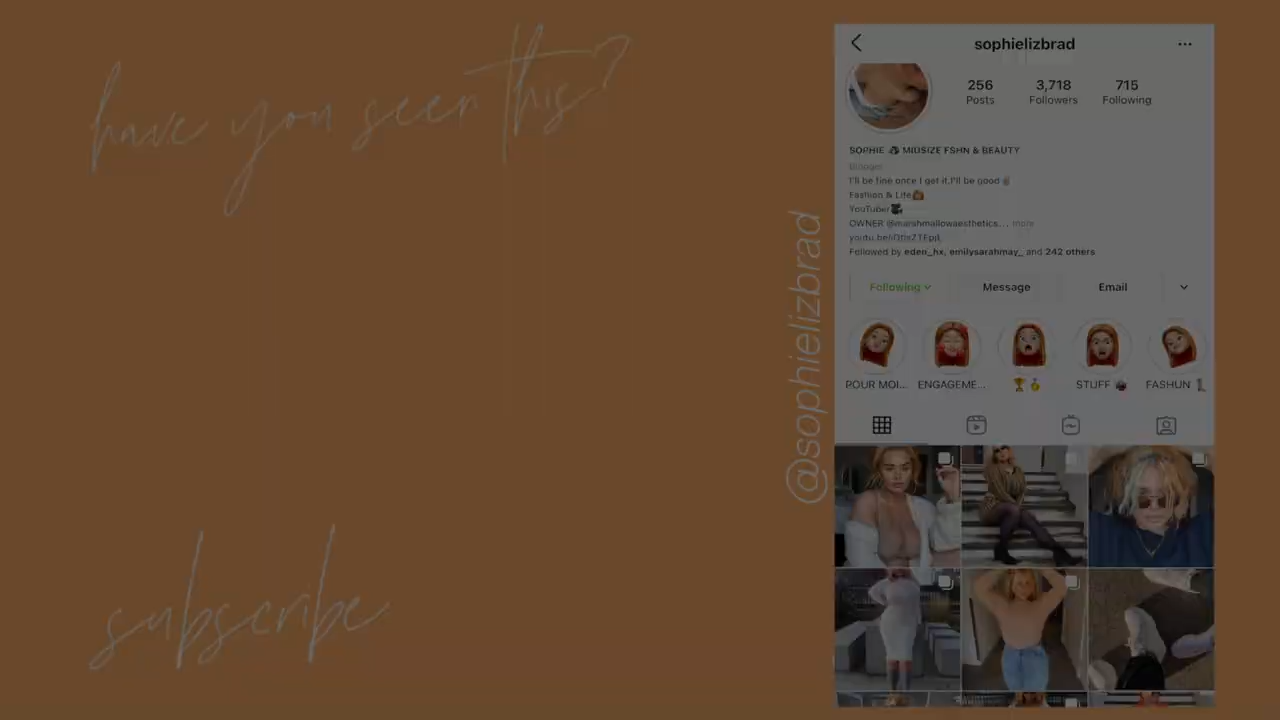 have you seen this?
subscribe
@sophielizbrad
sophielizbrad
256
Posts
3,718
Followers
715
Following
SOPHIE 🐴 MIDSIZE FSHN & BEAUTY
Blogger
I'll be fine once I get it,I'll be good✌🏼
Fashion & Life
YouTuber🎥
OWNER @marshmallowaesthetics... more
Followed by eden_hx, emilysarahmay_ and 242 others
Following
Message
Email
POUR MOI...
ENGAGEME...
🏆🥇
STUFF
FASHUN